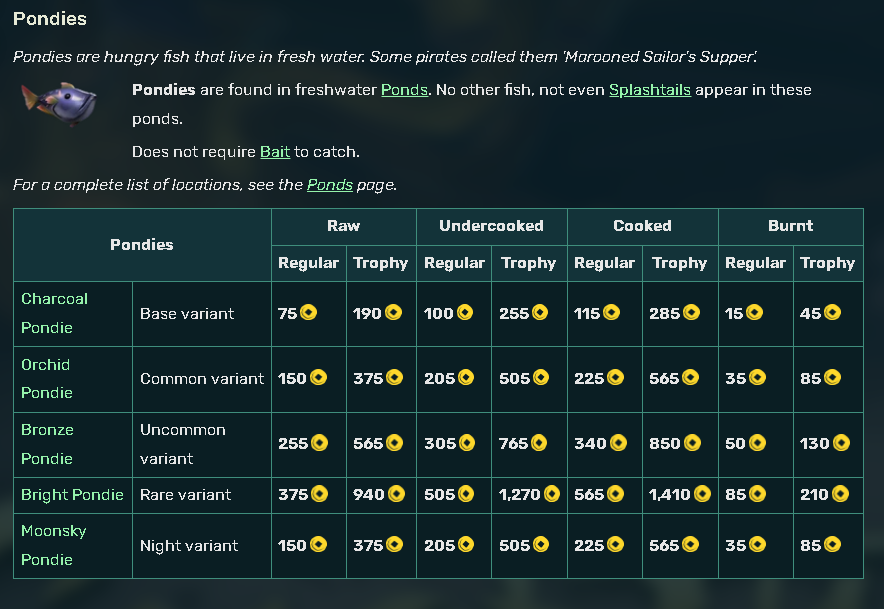 Pondies
Pondies are hungry fish that live in fresh water. Some pirates called them 'Marooned Sailor's Supper'.
Pondies are found in freshwater Ponds. No other fish, not even Splashtails appear in these
ponds.
Does not require Bait to catch.
For a complete list of locations, see the Ponds page.
Pondies Raw Undercooked Cooked Burnt
Regular Trophy Regular Trophy Regular Trophy Regular Trophy
Charcoal
Pondie Base variant 75 190 100 255 115 285 15 45
Orchid
Pondie Common variant 150 375 205 505 225 565 35 85
Bronze
Pondie Uncommon
variant 255 565 305 765 340 850 50 130
Bright Pondie Rare variant 375 940 505 1,270 565 1,410 85 210
Moonsky
Pondie Night variant 150 375 205 505 225 565 35 85